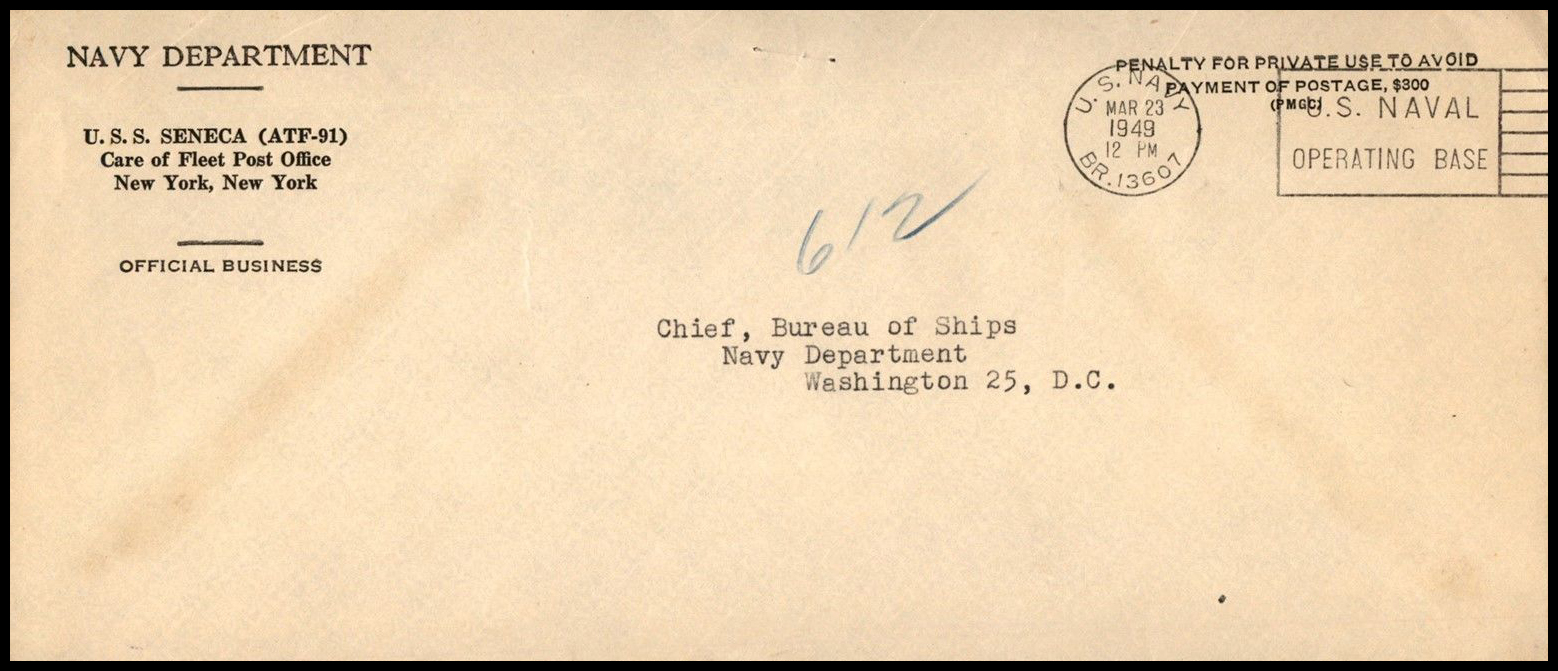 NAVY DEPARTMENT
U. S. S. SENECA (ATF-91)
Care of Fleet Post Office
New York, New York
OFFICIAL BUSINESS
PENALTY FOR PRIVATE USE TO AVOID
PAYMENT OF POSTAGE, $300
(PMGC)
U.S. NAVY
MAR 23
1949
12 PM
BR. 13607
U.S. NAVAL
OPERATING BASE
612
Chief, Bureau of Ships
Navy Department
Washington 25, D.C.